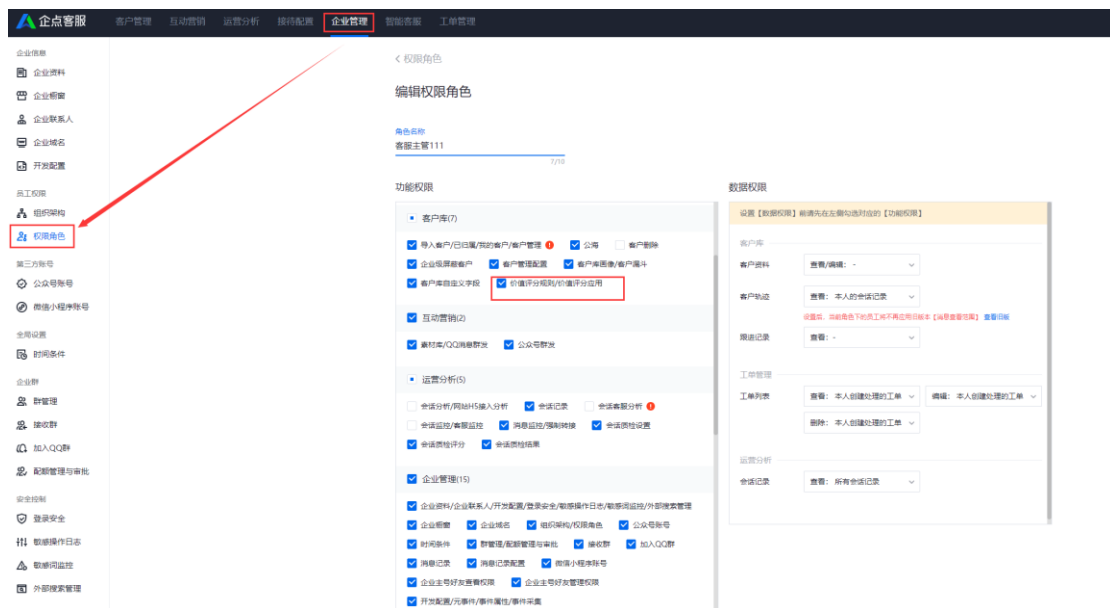 企点客服 客户管理 互动营销 运营分析 接待配置 企业管理 智能客服 工单管理
企业信息
企业资料
企业橱窗
企业联系人
企业域名
开发配置
员工权限
组织架构
权限角色
第三方账号
公众号账号
微信小程序账号
全局设置
时间条件
企业群
群管理
接收群
加入QQ群
配额管理与审批
安全控制
登录安全
敏感操作日志
敏感词监控
外部搜索管理
< 权限角色
编辑权限角色
角色名称
客服主管111
7/10
功能权限
客户库(7)
导入客户/已归属/我的客户/客户管理 公海 客户删除
企业级屏蔽客户 客户管理配置 客户库画像/客户漏斗
客户库自定义字段 价值评分规则/价值评分应用
互动营销(2)
素材库/QQ消息群发 公众号群发
运营分析(5)
会话分析/网站H5接入分析 会话记录 会话客服分析
会话监控/客服监控 消息监控/强制转接 会话质检设置
会话质检评分 会话质检结果
企业管理(15)
企业资料/企业联系人/开发配置/登录安全/敏感操作日志/敏感词监控/外部搜索管理
企业橱窗 企业域名 组织架构/权限角色 公众号账号
时间条件 群管理/配额管理与审批 接收群 加入QQ群
消息记录 消息记录配置 微信小程序账号
企业主号好友查看权限 企业主号好友管理权限
开发配置/元事件/事件属性/事件采集
数据权限
设置【数据权限】前请先在左侧勾选对应的【功能权限】
客户库
客户资料 查看/编辑: -
客户轨迹 查看: 本人的会话记录
设置后，当前角色下的员工将不再应用旧版本【消息查看范围】 查看旧版
跟进记录 查看: -
工单管理
工单列表 查看: 本人创建处理的工单 编辑: 本人创建处理的工单
删除: 本人创建处理的工单
运营分析
会话记录 查看: 所有会话记录